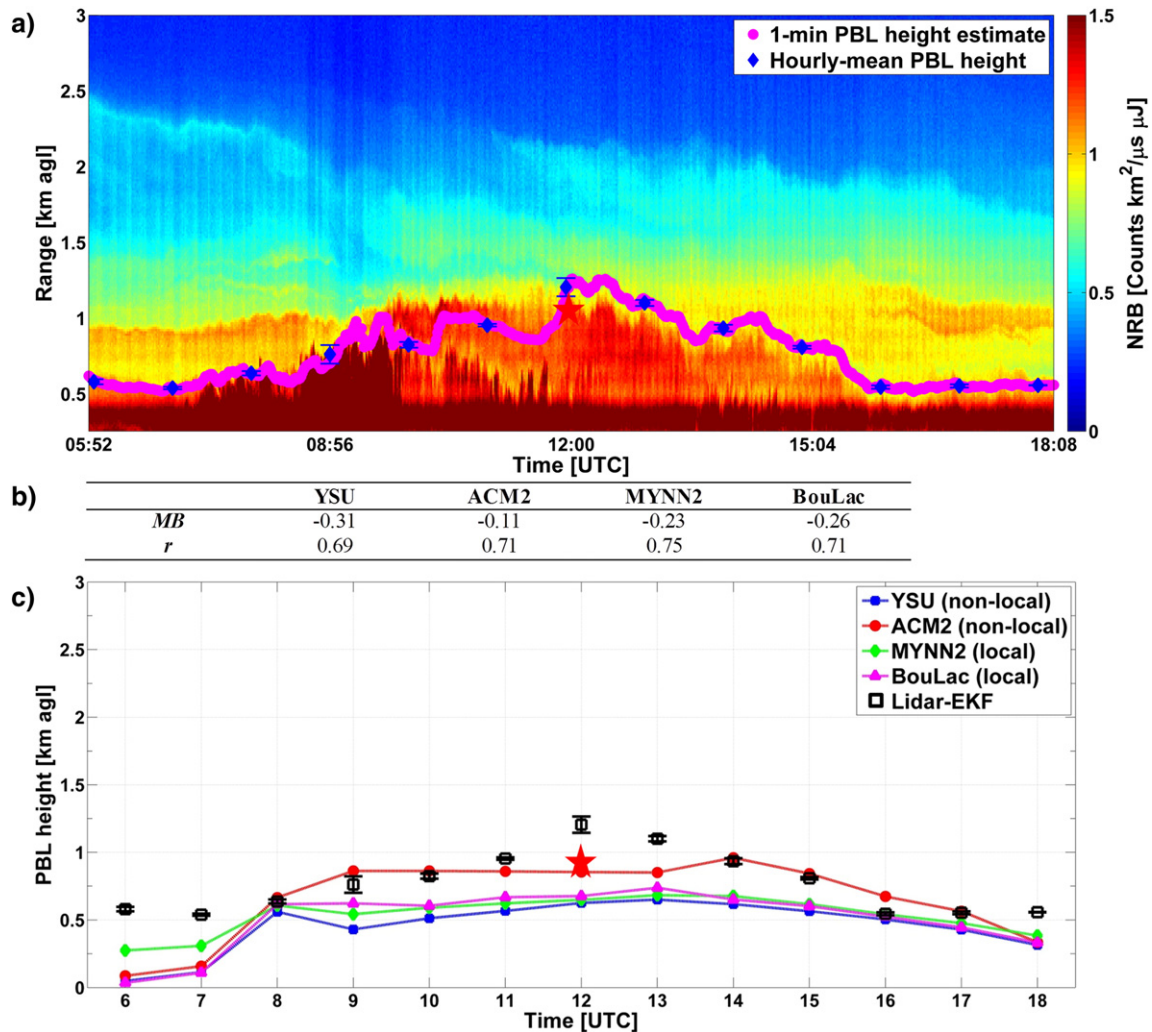 a)
3
2.5
2
1.5
1
0.5
Range [km agl]
1-min PBL height estimate
Hourly-mean PBL height
1.5
1
0.5
0
NRB [Counts km²/µs µJ]
05:52 08:56 12:00 15:04 18:08
Time [UTC]
b)
YSU ACM2 MYNN2 BouLac
MB -0.31 -0.11 -0.23 -0.26
r 0.69 0.71 0.75 0.71
c)
3
2.5
2
1.5
1
0.5
0
PBL height [km agl]
YSU (non-local)
ACM2 (non-local)
MYNN2 (local)
BouLac (local)
Lidar-EKF
6 7 8 9 10 11 12 13 14 15 16 17 18
Time [UTC]